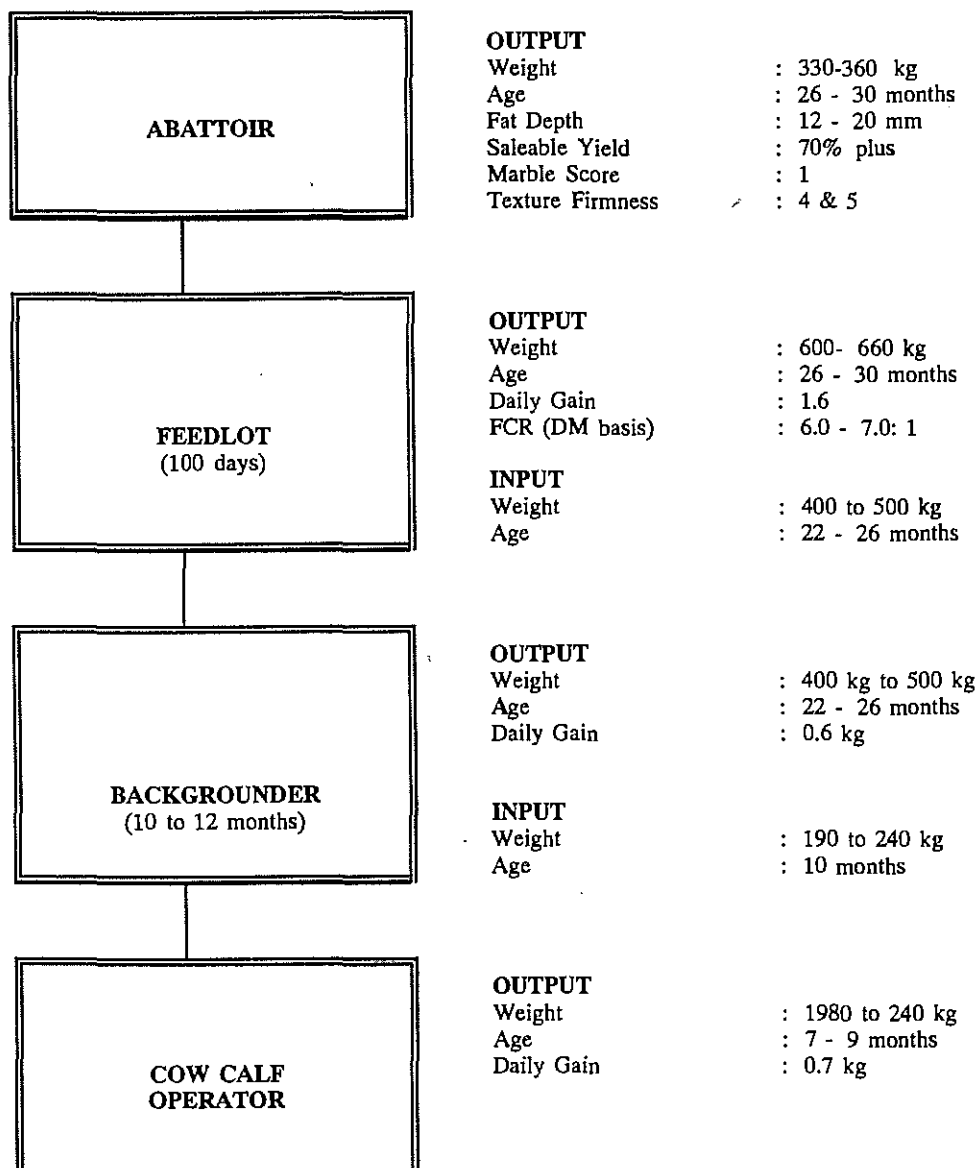 ABATTOIR
OUTPUT
Weight : 330-360 kg
Age : 26 - 30 months
Fat Depth : 12 - 20 mm
Saleable Yield : 70% plus
Marble Score : 1
Texture Firmness : 4 & 5
FEEDLOT
(100 days)
OUTPUT
Weight : 600- 660 kg
Age : 26 - 30 months
Daily Gain : 1.6
FCR (DM basis) : 6.0 - 7.0: 1
INPUT
Weight : 400 to 500 kg
Age : 22 - 26 months
BACKGROUNDER
(10 to 12 months)
OUTPUT
Weight : 400 kg to 500 kg
Age : 22 - 26 months
Daily Gain : 0.6 kg
INPUT
Weight : 190 to 240 kg
Age : 10 months
COW CALF
OPERATOR
OUTPUT
Weight : 1980 to 240 kg
Age : 7 - 9 months
Daily Gain : 0.7 kg